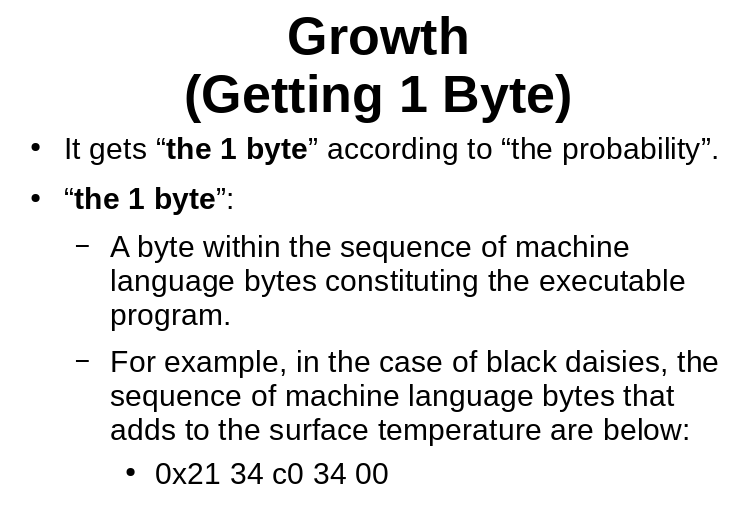 Growth
(Getting 1 Byte)
• It gets “the 1 byte” according to “the probability”.
• “the 1 byte”:
– A byte within the sequence of machine
language bytes constituting the executable
program.
– For example, in the case of black daisies, the
sequence of machine language bytes that
adds to the surface temperature are below:
• 0x21 34 c0 34 00